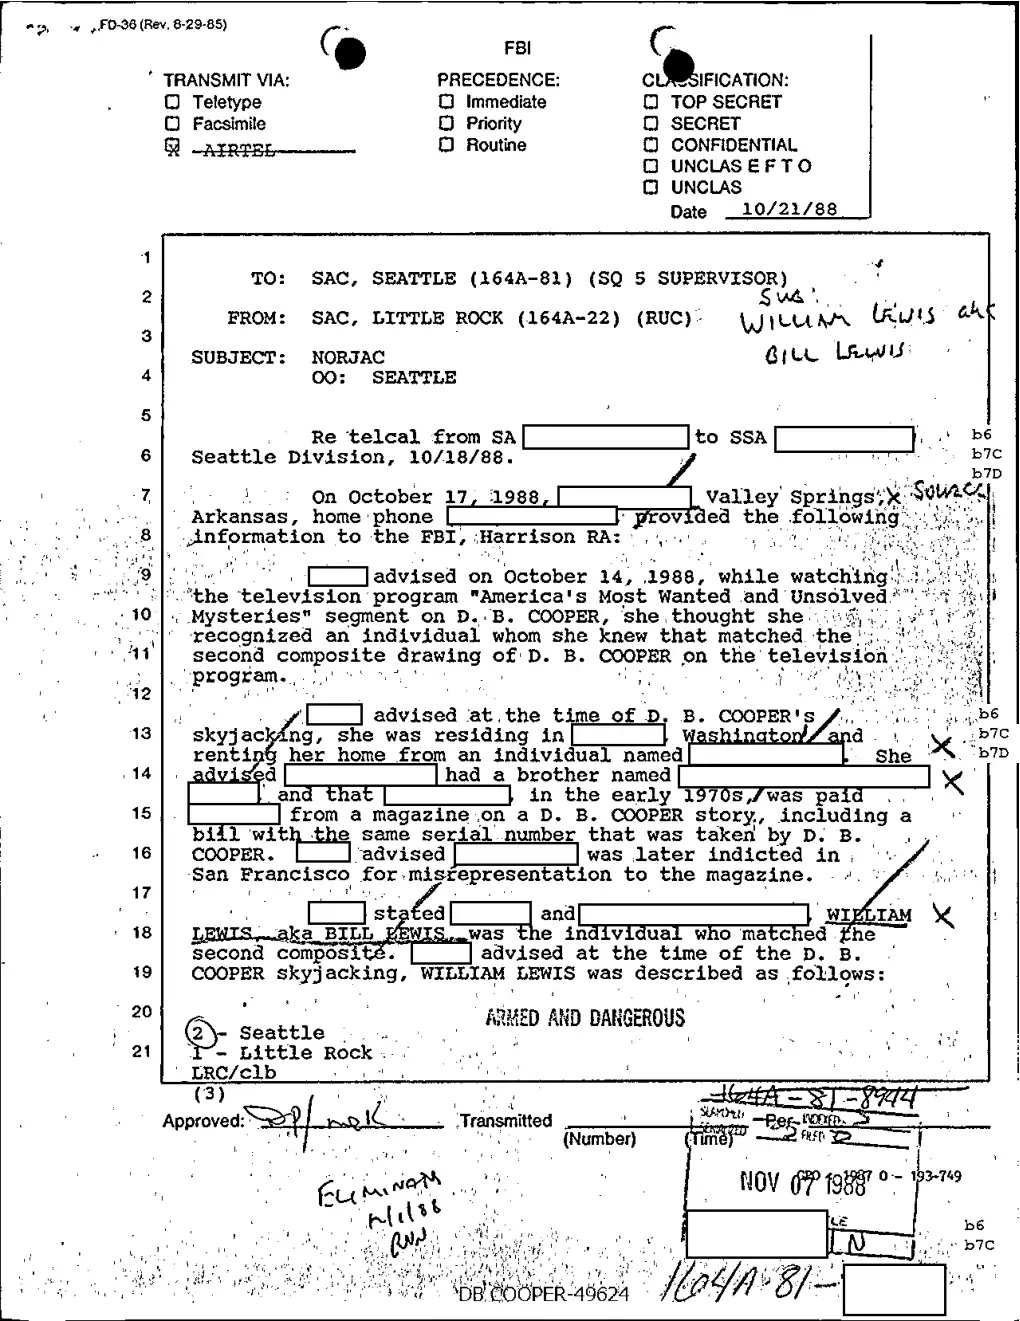 FD-36 (Rev. 8-29-85)
FBI
TRANSMIT VIA: PRECEDENCE: CLASSIFICATION:
☐ Teletype ☐ Immediate ☐ TOP SECRET
☐ Facsimile ☐ Priority ☐ SECRET
☒ AIRTEL ☐ Routine ☐ CONFIDENTIAL
☐ UNCLAS E F T O
☐ UNCLAS
Date 10/21/88
1
TO: SAC, SEATTLE (164A-81) (SQ 5 SUPERVISOR)
2
SUB:
FROM: SAC, LITTLE ROCK (164A-22) (RUC)
WILLIAM LEWIS aka
3
BILL LEWIS
SUBJECT: NORJAC
4 OO: SEATTLE
5
Re telcal from SA to SSA b6
6 Seattle Division, 10/18/88. b7C
b7D
7 On October 17, 1988, Valley Springs, X SOURCE
Arkansas, home phone provided the following
8 information to the FBI, Harrison RA:
9 advised on October 14, 1988, while watching
the television program "America's Most Wanted and Unsolved
10 Mysteries" segment on D. B. COOPER, she thought she
recognized an individual whom she knew that matched the
11 second composite drawing of D. B. COOPER on the television
program.
12
advised at the time of D. B. COOPER's b6
13 skyjacking, she was residing in , Washington, and b7C
renting her home from an individual named . She X b7D
14 advised had a brother named X
, and that , in the early 1970s, was paid
15 from a magazine on a D. B. COOPER story, including a
bill with the same serial number that was taken by D. B.
16 COOPER. advised was later indicted in
San Francisco for misrepresentation to the magazine.
17
stated and , WILLIAM X
18 LEWIS, aka BILL LEWIS, was the individual who matched the
second composite. advised at the time of the D. B.
19 COOPER skyjacking, WILLIAM LEWIS was described as follows:
20 ARMED AND DANGEROUS
2 - Seattle
21 1 - Little Rock
LRC/clb
(3)
164A-81-8944
Approved: Transmitted Per
(Number) (Time)
SEARCHED INDEXED
SERIALIZED FILED
GPO : 1987 0 - 193-749
NOV 07 1988
ELIMINATE
b6
b7C
164A-81-
DB COOPER-49624